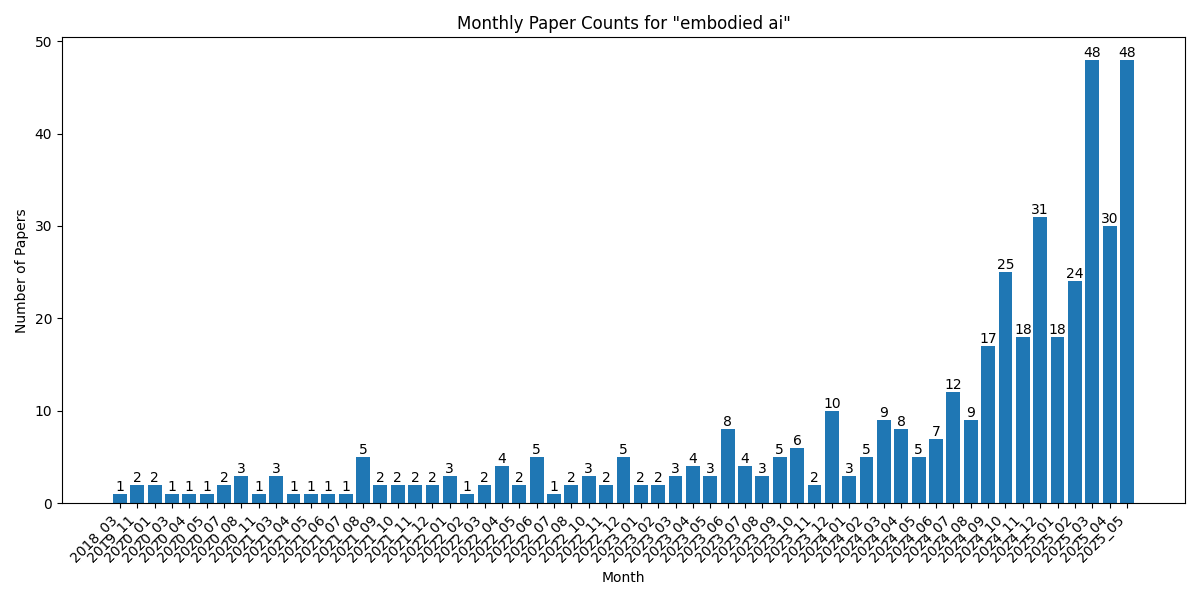 Monthly Paper Counts for "embodied ai"
Number of Papers
50
40
30
20
10
0
1 2 2 1 1 1 2 3 1 3 1 1 1 1 5 2 2 2 2 3 1 2 4 2 5 1 2 3 2 5 2 2 3 4 3 8 4 3 5 6 2 10 3 5 9 8 5 7 12 9 17 25 18 31 18 24 48 30 48
2018_03 2019_11 2020_01 2020_03 2020_04 2020_05 2020_07 2020_08 2020_11 2021_03 2021_04 2021_05 2021_06 2021_07 2021_08 2021_09 2021_10 2021_11 2021_12 2022_01 2022_02 2022_03 2022_04 2022_05 2022_06 2022_07 2022_08 2022_10 2022_11 2022_12 2023_01 2023_02 2023_03 2023_04 2023_05 2023_06 2023_07 2023_08 2023_09 2023_10 2023_11 2023_12 2024_01 2024_02 2024_03 2024_04 2024_05 2024_06 2024_07 2024_08 2024_09 2024_10 2024_11 2024_12 2025_01 2025_02 2025_03 2025_04 2025_05
Month